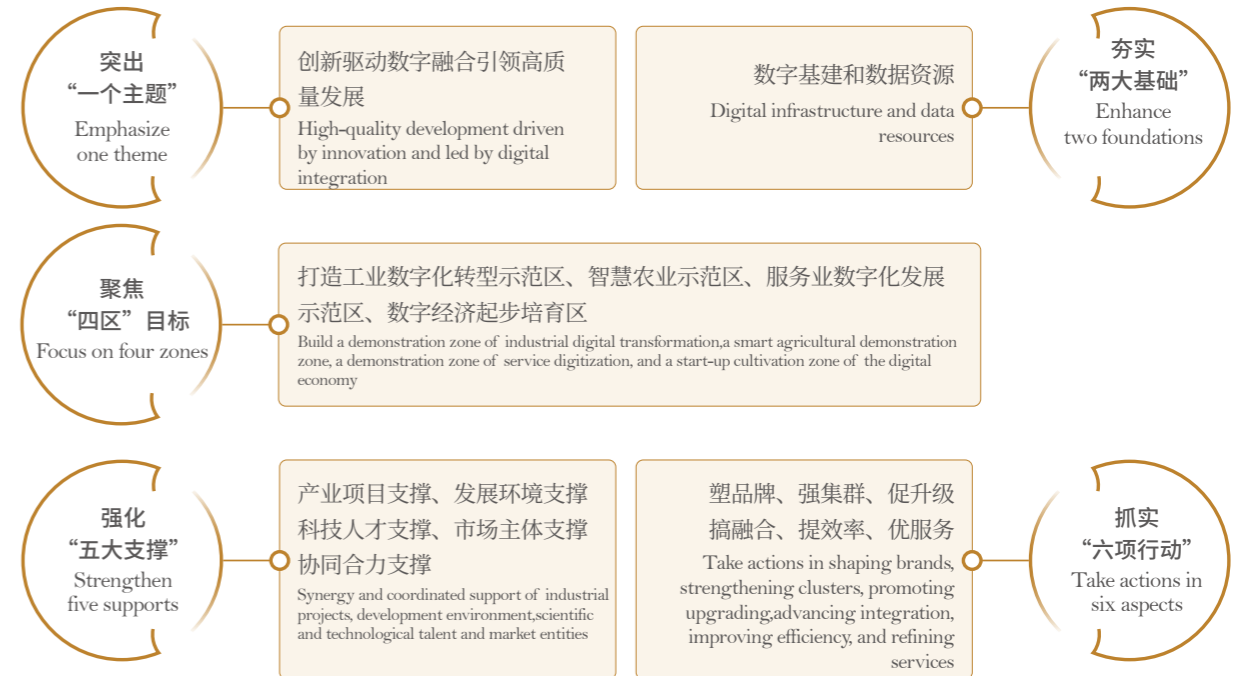 突出
“一个主题”
Emphasize
one theme
创新驱动数字融合引领高质
量发展
High-quality development driven
by innovation and led by digital
integration
数字基建和数据资源
Digital infrastructure and data
resources
夯实
“两大基础”
Enhance
two foundations
聚焦
“四区”目标
Focus on four zones
打造工业数字化转型示范区、智慧农业示范区、服务业数字化发展
示范区、数字经济起步培育区
Build a demonstration zone of industrial digital transformation,a smart agricultural demonstration
zone, a demonstration zone of service digitization, and a start-up cultivation zone of the digital
economy
强化
“五大支撑”
Strengthen
five supports
产业项目支撑、发展环境支撑
科技人才支撑、市场主体支撑
协同合力支撑
Synergy and coordinated support of industrial
projects, development environment,scientific
and technological talent and market entities
塑品牌、强集群、促升级
搞融合、提效率、优服务
Take actions in shaping brands,
strengthening clusters, promoting
upgrading,advancing integration,
improving efficiency, and refining
services
抓实
“六项行动”
Take actions in
six aspects